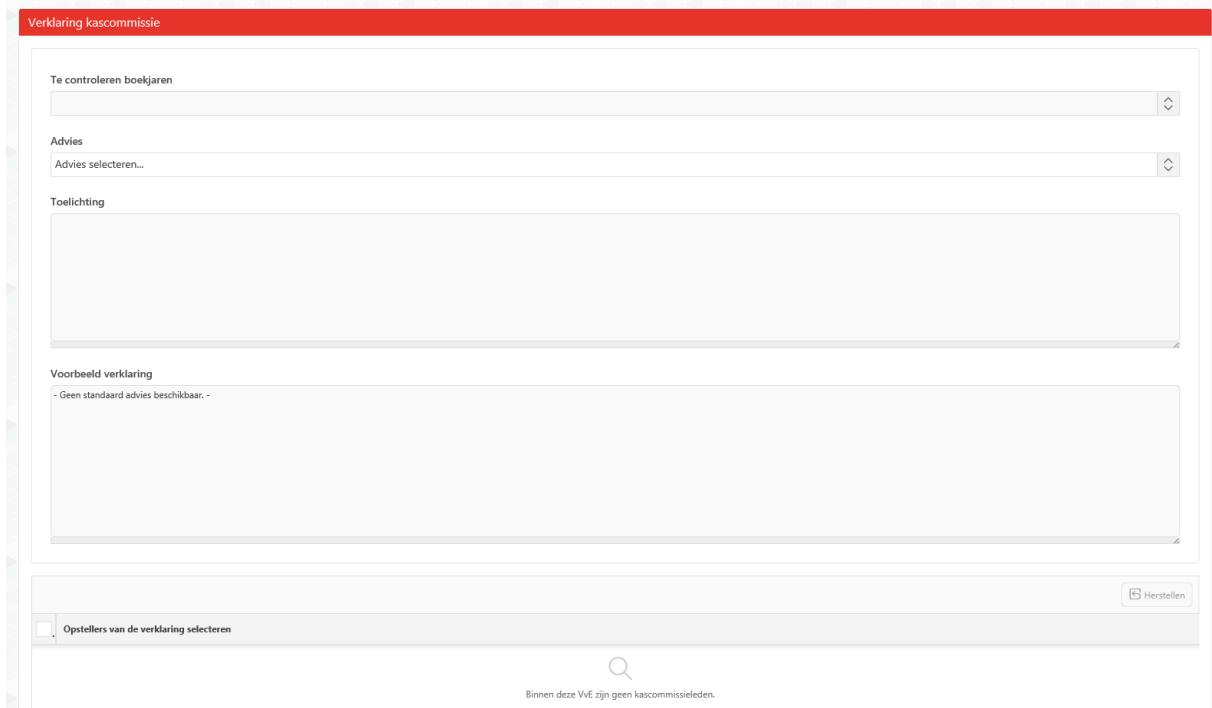 Verklaring kascommissie
Te controleren boekjaren
Advies
Advies selecteren...
Toelichting
Voorbeeld verklaring
- Geen standaard advies beschikbaar. -
Herstellen
Opstellers van de verklaring selecteren
Binnen deze VvE zijn geen kascommissieleden.